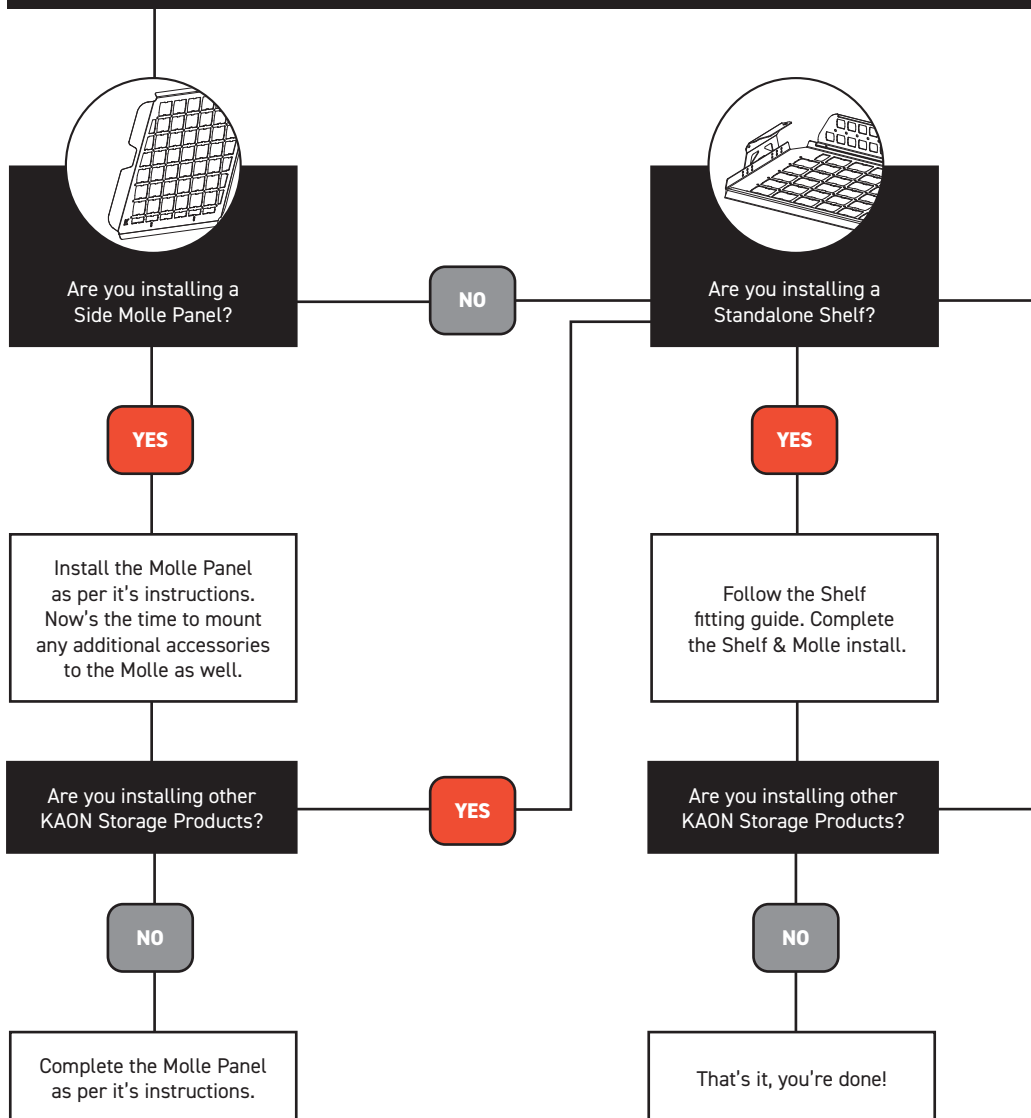 Are you installing a
Side Molle Panel?
NO
Are you installing a
Standalone Shelf?
YES
YES
Install the Molle Panel
as per it's instructions.
Now's the time to mount
any additional accessories
to the Molle as well.
Follow the Shelf
fitting guide. Complete
the Shelf & Molle install.
Are you installing other
KAON Storage Products?
YES
Are you installing other
KAON Storage Products?
NO
NO
Complete the Molle Panel
as per it's instructions.
That's it, you're done!